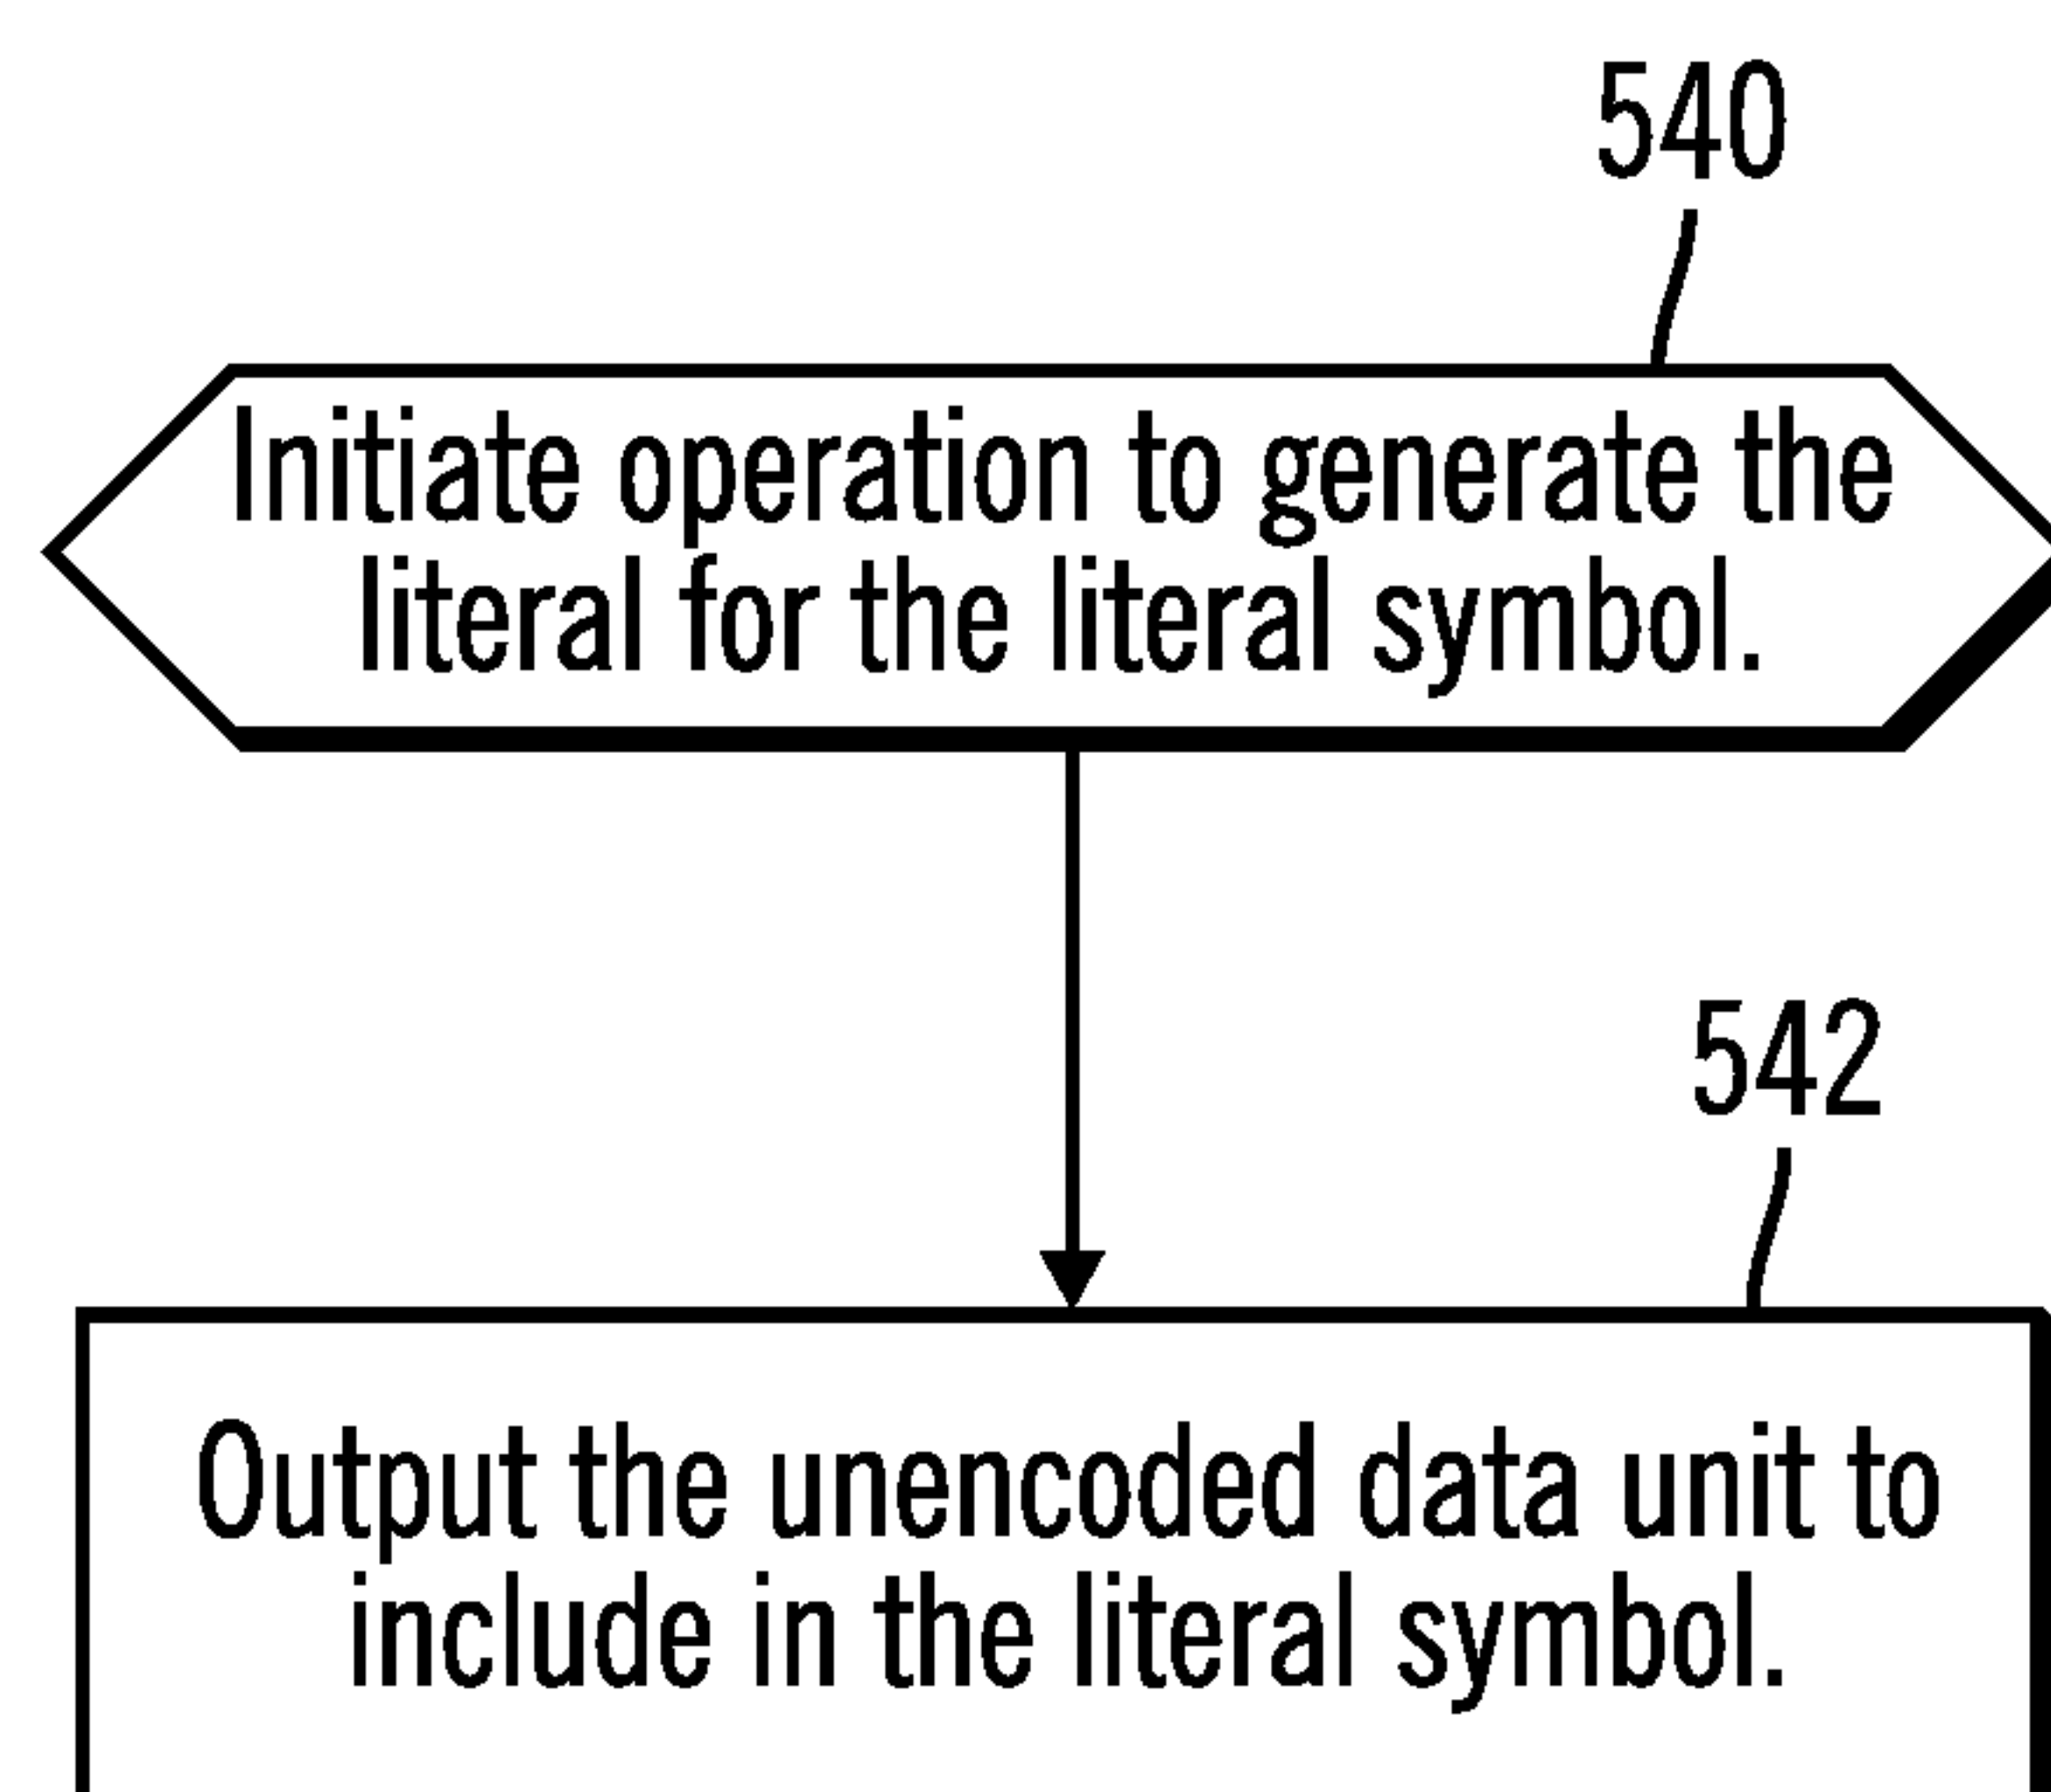 540
Initiate operation to generate the
literal for the literal symbol.
542
Output the unencoded data unit to
include in the literal symbol.